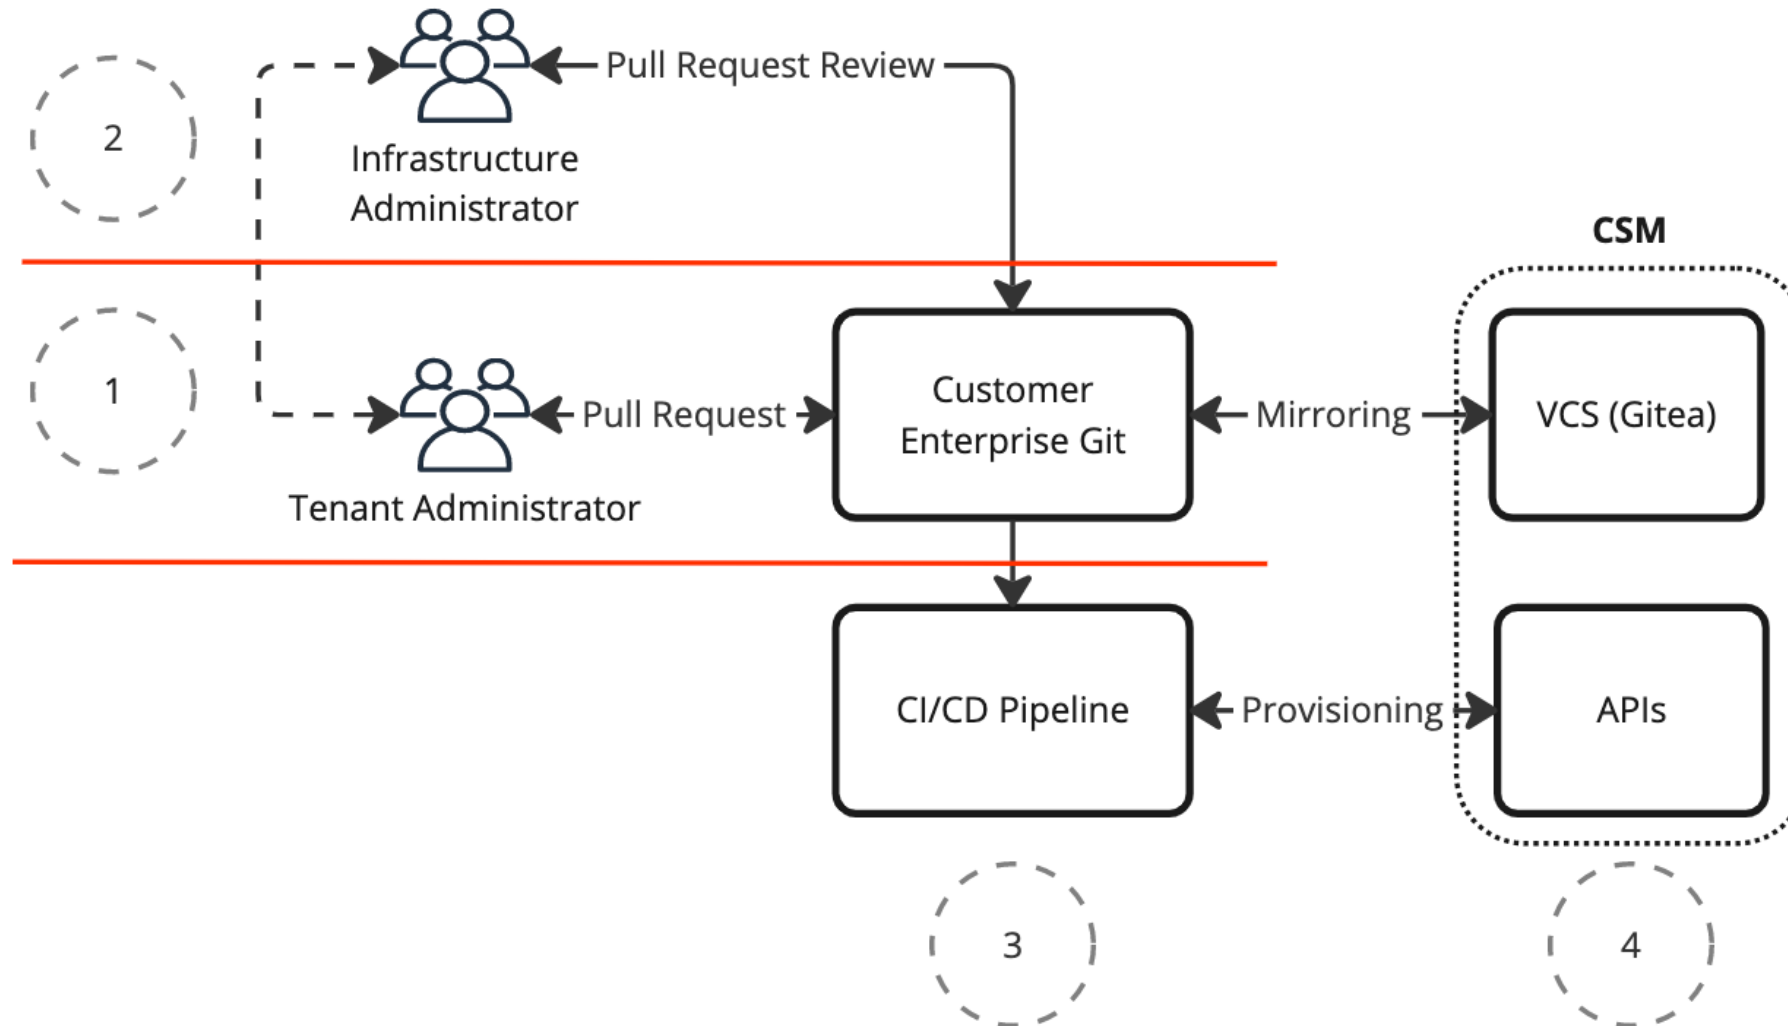 Pull Request Review
2
Infrastructure
Administrator
CSM
1
Customer
Enterprise Git
Pull Request
Mirroring
VCS (Gitea)
Tenant Administrator
CI/CD Pipeline
Provisioning
APIs
3
4